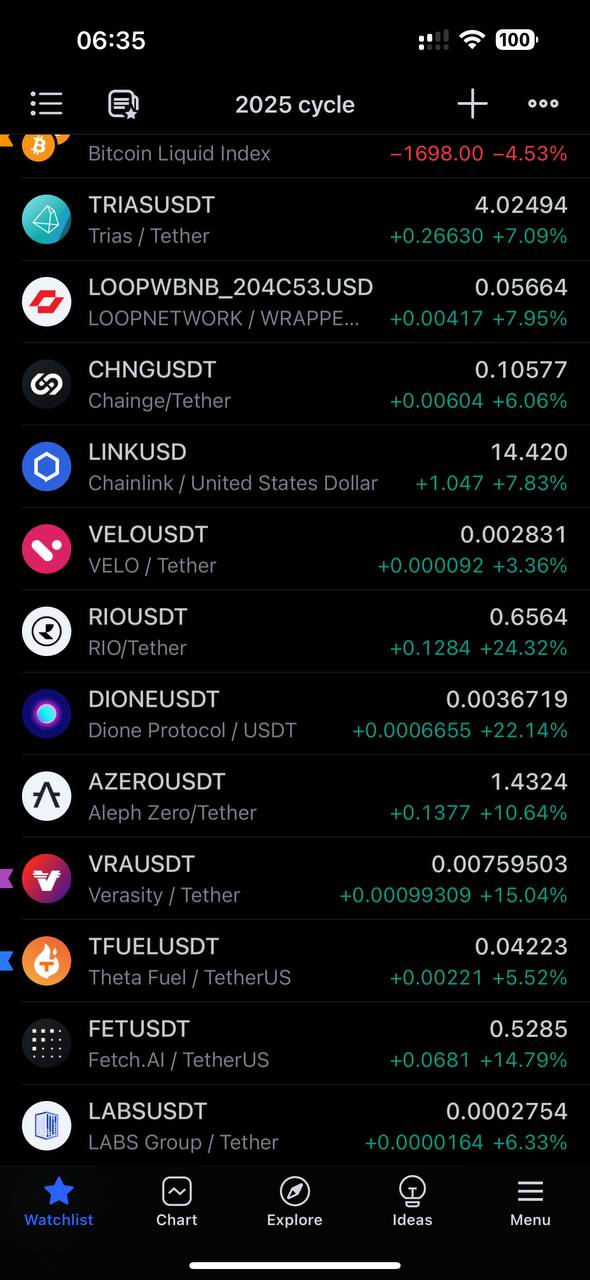 06:35
100
2025 cycle
Bitcoin Liquid Index −1698.00 −4.53%
TRIASUSDT 4.02494
Trias / Tether +0.26630 +7.09%
LOOPWBNB_204C53.USD 0.05664
LOOPNETWORK / WRAPPE... +0.00417 +7.95%
CHNGUSDT 0.10577
Chainge/Tether +0.00604 +6.06%
LINKUSD 14.420
Chainlink / United States Dollar +1.047 +7.83%
VELOUSDT 0.002831
VELO / Tether +0.000092 +3.36%
RIOUSDT 0.6564
RIO/Tether +0.1284 +24.32%
DIONEUSDT 0.0036719
Dione Protocol / USDT +0.0006655 +22.14%
AZEROUSDT 1.4324
Aleph Zero/Tether +0.1377 +10.64%
VRAUSDT 0.00759503
Verasity / Tether +0.00099309 +15.04%
TFUELUSDT 0.04223
Theta Fuel / TetherUS +0.00221 +5.52%
FETUSDT 0.5285
Fetch.AI / TetherUS +0.0681 +14.79%
LABSUSDT 0.0002754
LABS Group / Tether +0.0000164 +6.33%
Watchlist Chart Explore Ideas Menu